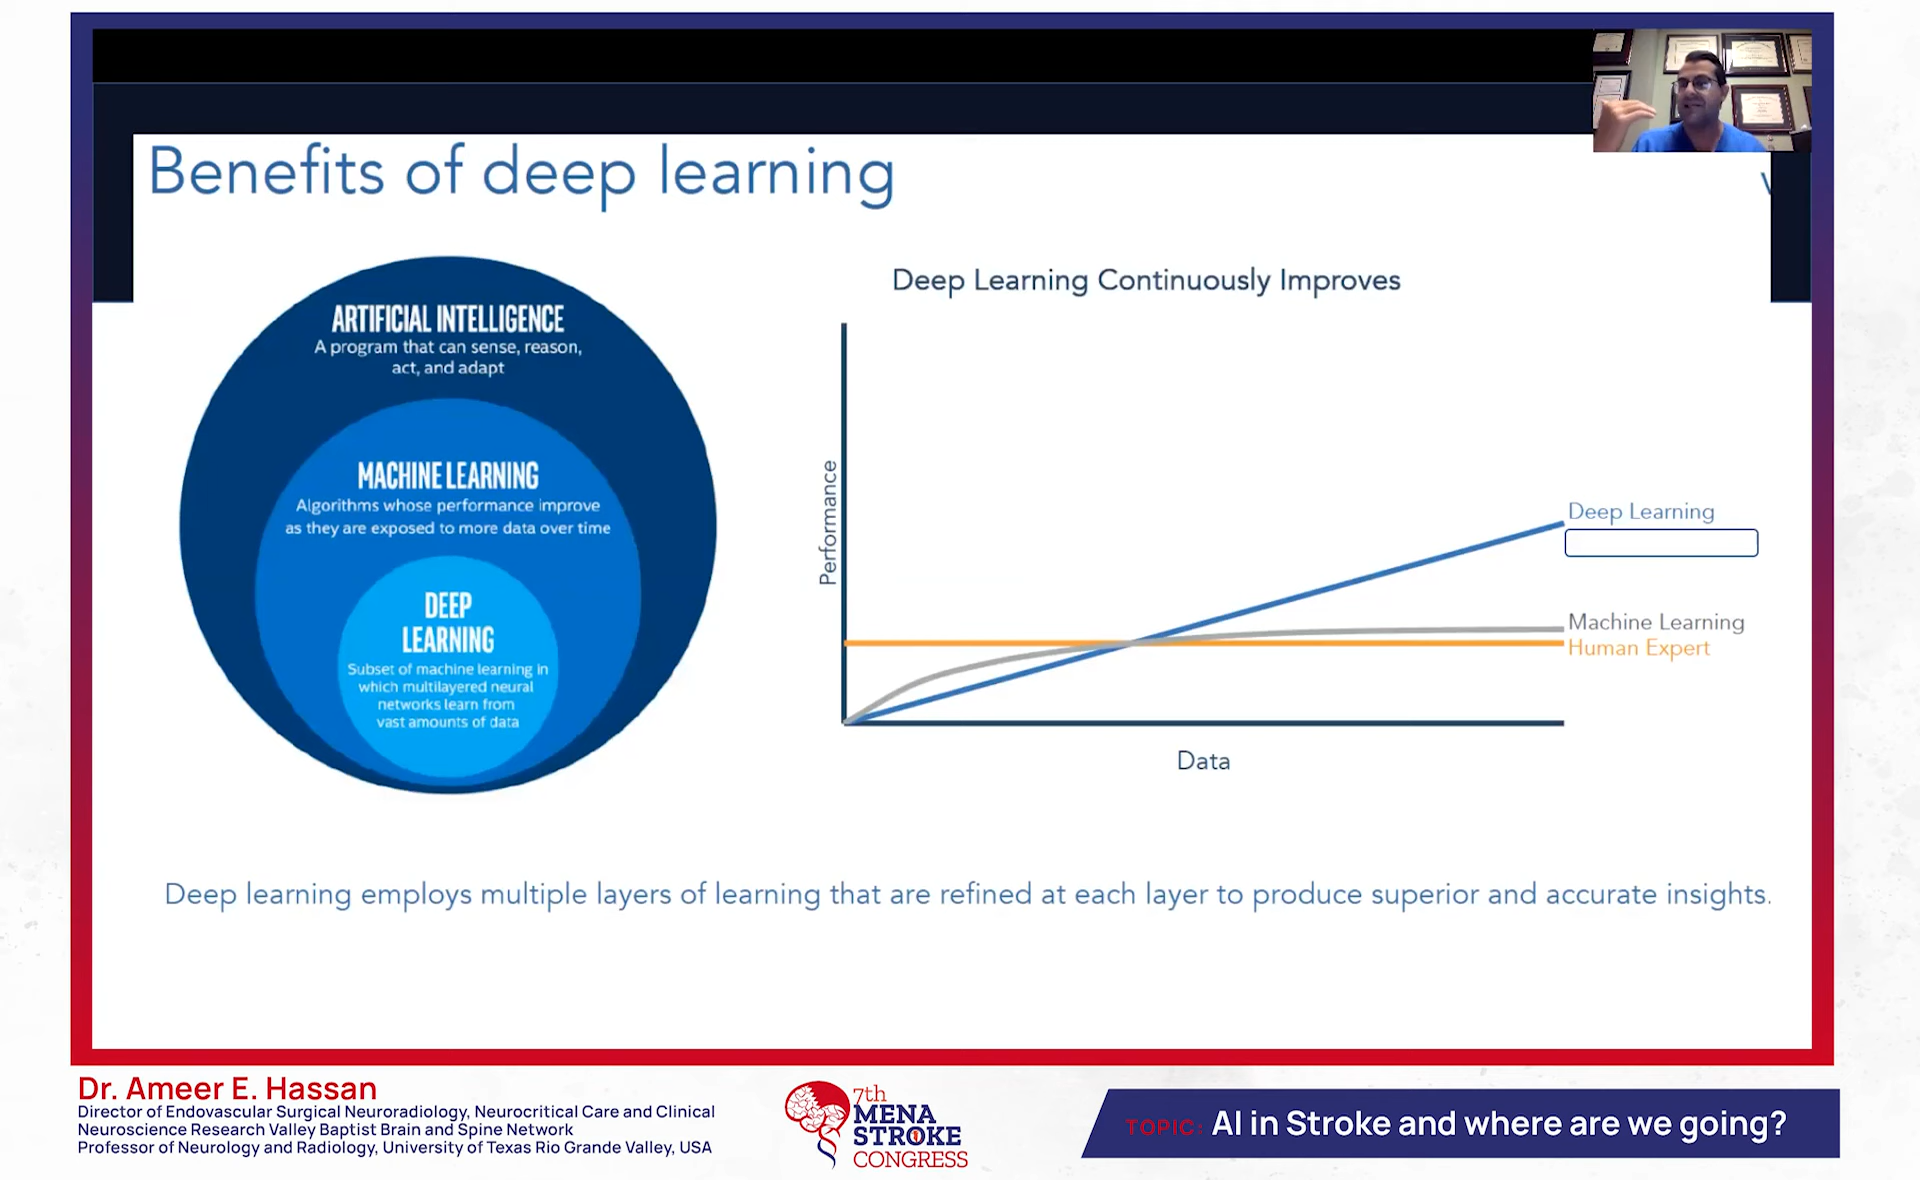 Benefits of deep learning
ARTIFICIAL INTELLIGENCE
A program that can sense, reason,
act, and adapt
MACHINE LEARNING
Algorithms whose performance improve
as they are exposed to more data over time
DEEP
LEARNING
Subset of machine learning in
which multilayered neural
networks learn from
vast amounts of data
Deep Learning Continuously Improves
Performance
Deep Learning
Machine Learning
Human Expert
Data
Deep learning employs multiple layers of learning that are refined at each layer to produce superior and accurate insights.
Dr. Ameer E. Hassan
Director of Endovascular Surgical Neuroradiology, Neurocritical Care and Clinical
Neuroscience Research Valley Baptist Brain and Spine Network
Professor of Neurology and Radiology, University of Texas Rio Grande Valley, USA
7th
MENA
STROKE
CONGRESS
TOPIC: AI in Stroke and where are we going?